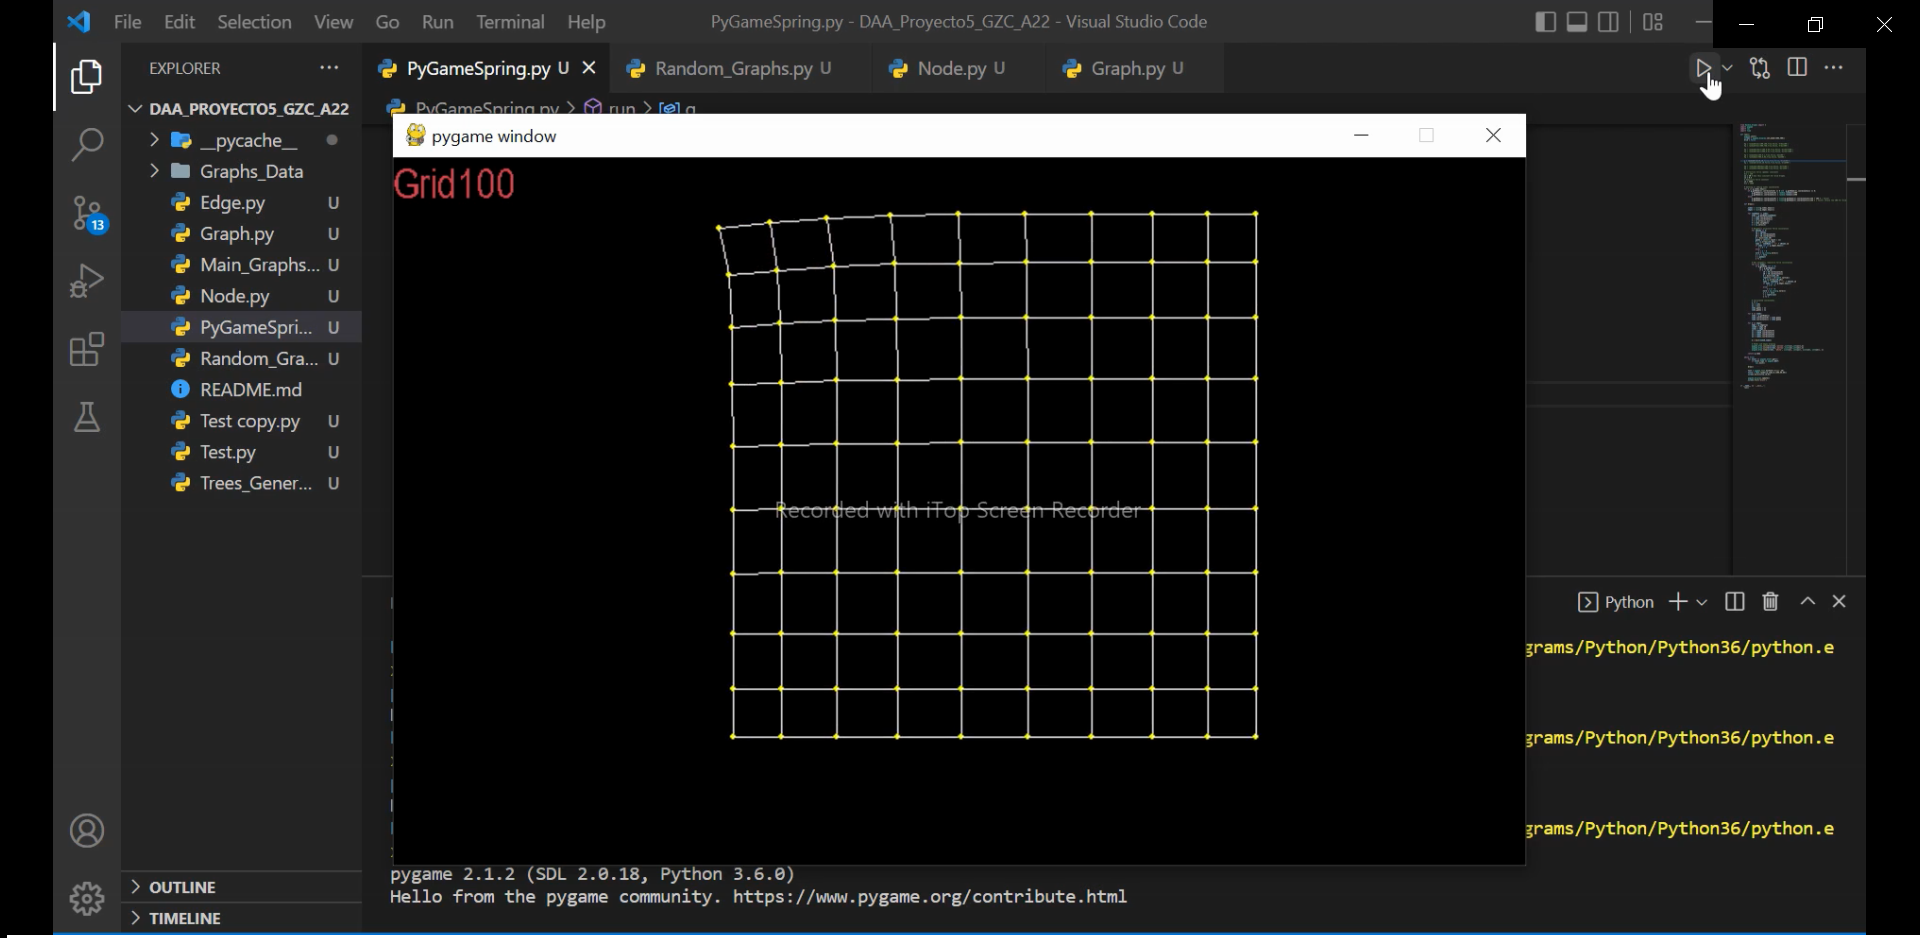 File Edit Selection View Go Run Terminal Help
PyGameSpring.py - DAA_Proyecto5_GZC_A22 - Visual Studio Code
EXPLORER
PyGameSpring.py U
Random_Graphs.py U
Node.py U
Graph.py U
DAA_PROYECTO5_GZC_A22
PyGameSpring.py > run >
__pycache__
Graphs_Data
Edge.py U
Graph.py U
Main_Graphs... U
Node.py U
PyGameSpri... U
Random_Gra... U
README.md
Test copy.py U
Test.py U
Trees_Gener... U
13
OUTLINE
TIMELINE
pygame window
Grid100
Recorded with iTop Screen Recorder
Python
grams/Python/Python36/python.e
grams/Python/Python36/python.e
grams/Python/Python36/python.e
pygame 2.1.2 (SDL 2.0.18, Python 3.6.0)
Hello from the pygame community. https://www.pygame.org/contribute.html